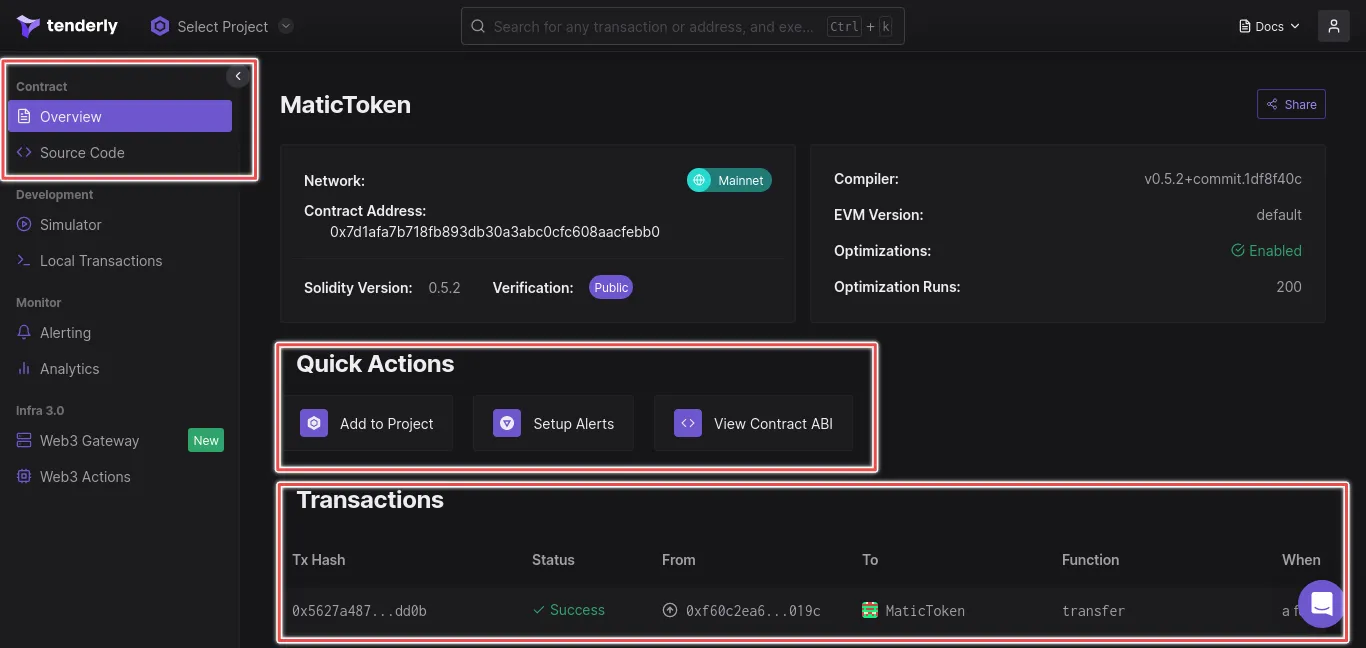 tenderly
Select Project
Search for any transaction or address, and exe... Ctrl + k
Docs
Contract
Overview
Source Code
Development
Simulator
Local Transactions
Monitor
Alerting
Analytics
Infra 3.0
Web3 Gateway New
Web3 Actions
MaticToken
Share
Network: Mainnet
Contract Address:
0x7d1afa7b718fb893db30a3abc0cfc608aacfebb0
Solidity Version: 0.5.2 Verification: Public
Compiler: v0.5.2+commit.1df8f40c
EVM Version: default
Optimizations: Enabled
Optimization Runs: 200
Quick Actions
Add to Project Setup Alerts View Contract ABI
Transactions
Tx Hash Status From To Function When
0x5627a487...dd0b Success 0xf60c2ea6...019c MaticToken transfer a